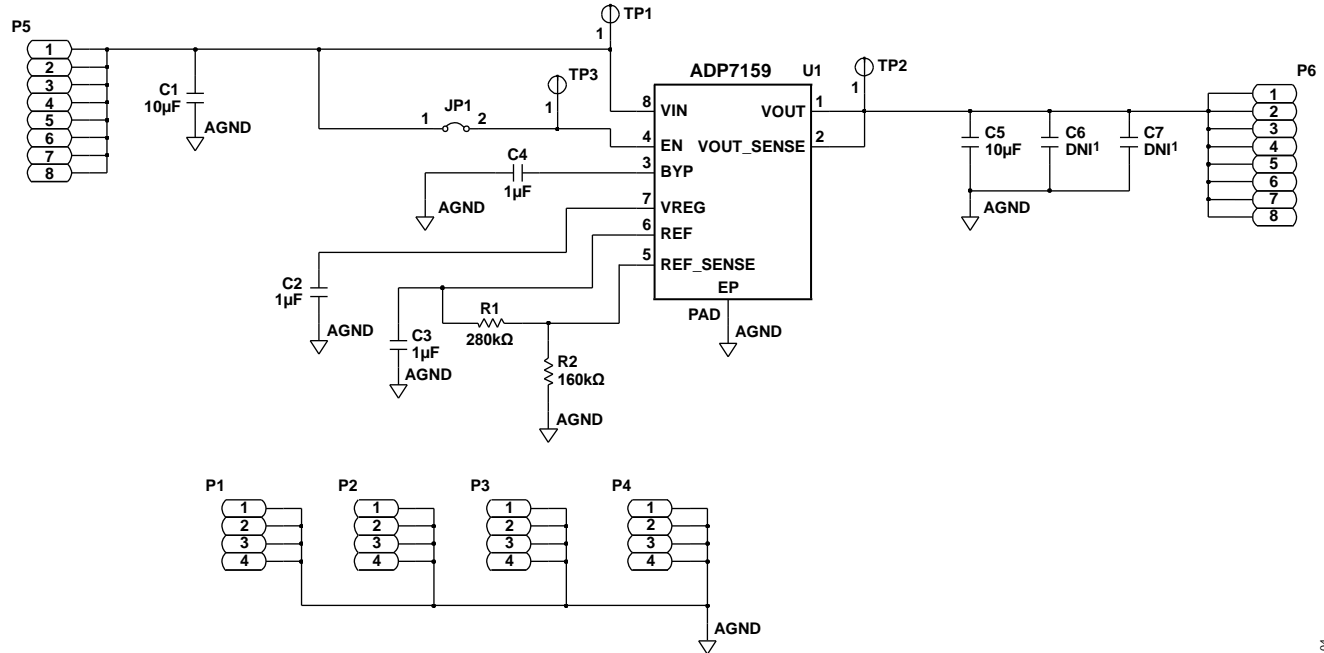 P5
1
2
3
4
5
6
7
8
C1
10µF
AGND
1
TP1
JP1
1
2
TP3
1
C4
1µF
AGND
C2
1µF
AGND
C3
1µF
AGND
R1
280kΩ
R2
160kΩ
AGND
ADP7159
U1
8
VIN
4
EN
3
BYP
7
VREG
6
REF
5
REF_SENSE
VOUT
1
VOUT_SENSE
2
EP
PAD
AGND
TP2
1
C5
10µF
C6
DNI¹
C7
DNI¹
AGND
P6
1
2
3
4
5
6
7
8
P1
1
2
3
4
P2
1
2
3
4
P3
1
2
3
4
P4
1
2
3
4
AGND